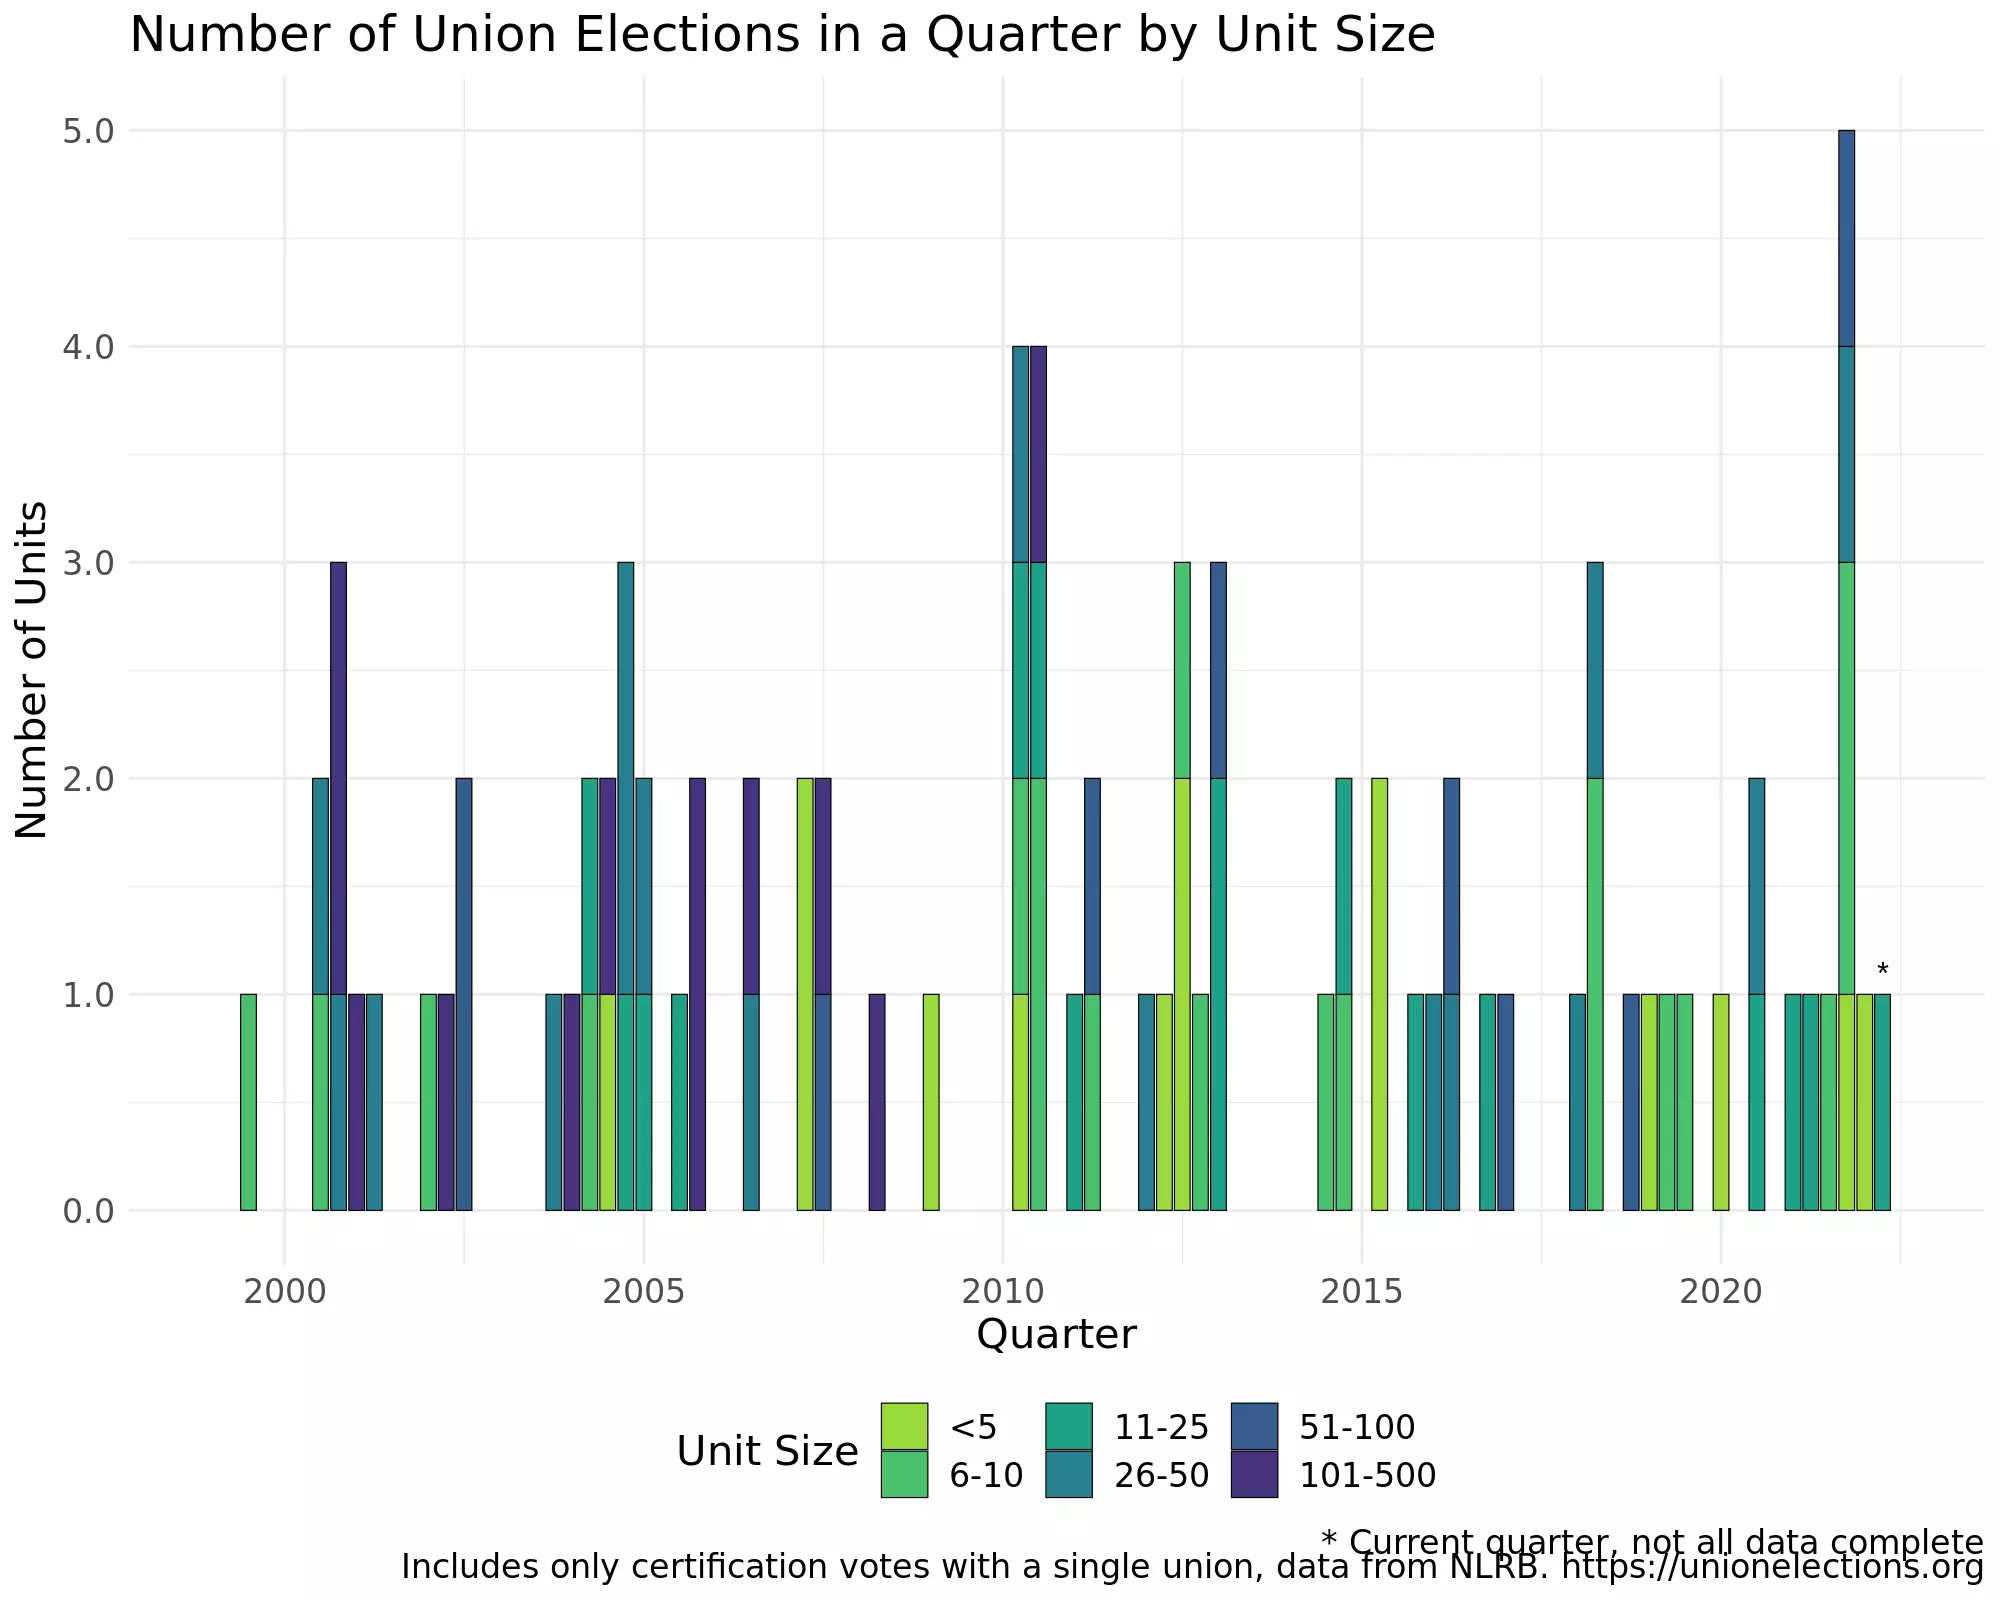 Number of Union Elections in a Quarter by Unit Size
Number of Units
5.0
4.0
3.0
2.0
1.0
0.0
*
2000 2005 2010 2015 2020
Quarter
Unit Size
<5 11-25 51-100
6-10 26-50 101-500
* Current quarter, not all data complete
Includes only certification votes with a single union, data from NLRB. https://unionelections.org